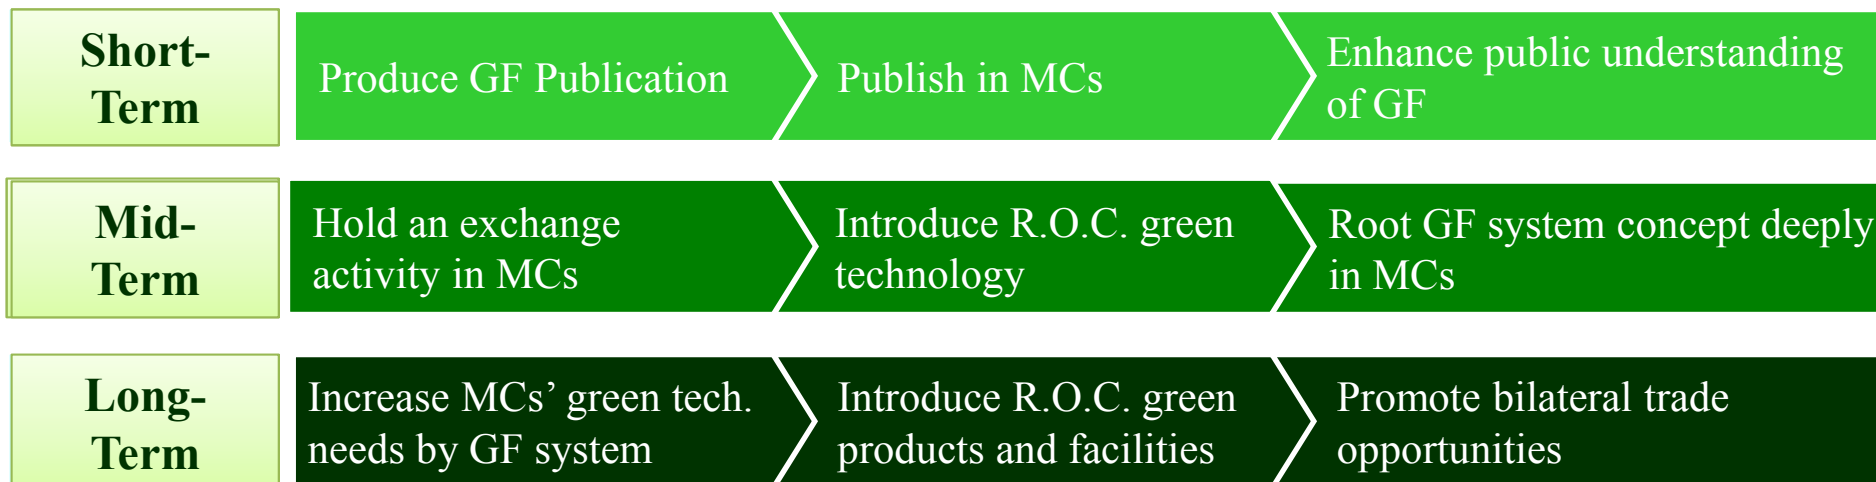 Short-
Term
Produce GF Publication
Publish in MCs
Enhance public understanding
of GF
Mid-
Term
Hold an exchange
activity in MCs
Introduce R.O.C. green
technology
Root GF system concept deeply
in MCs
Long-
Term
Increase MCs’ green tech.
needs by GF system
Introduce R.O.C. green
products and facilities
Promote bilateral trade
opportunities